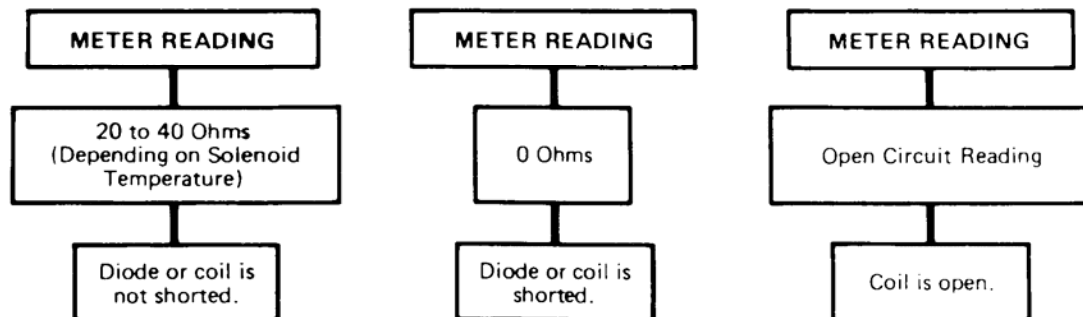 METER READING
20 to 40 Ohms
(Depending on Solenoid
Temperature)
Diode or coil is
not shorted.
METER READING
0 Ohms
Diode or coil is
shorted.
METER READING
Open Circuit Reading
Coil is open.